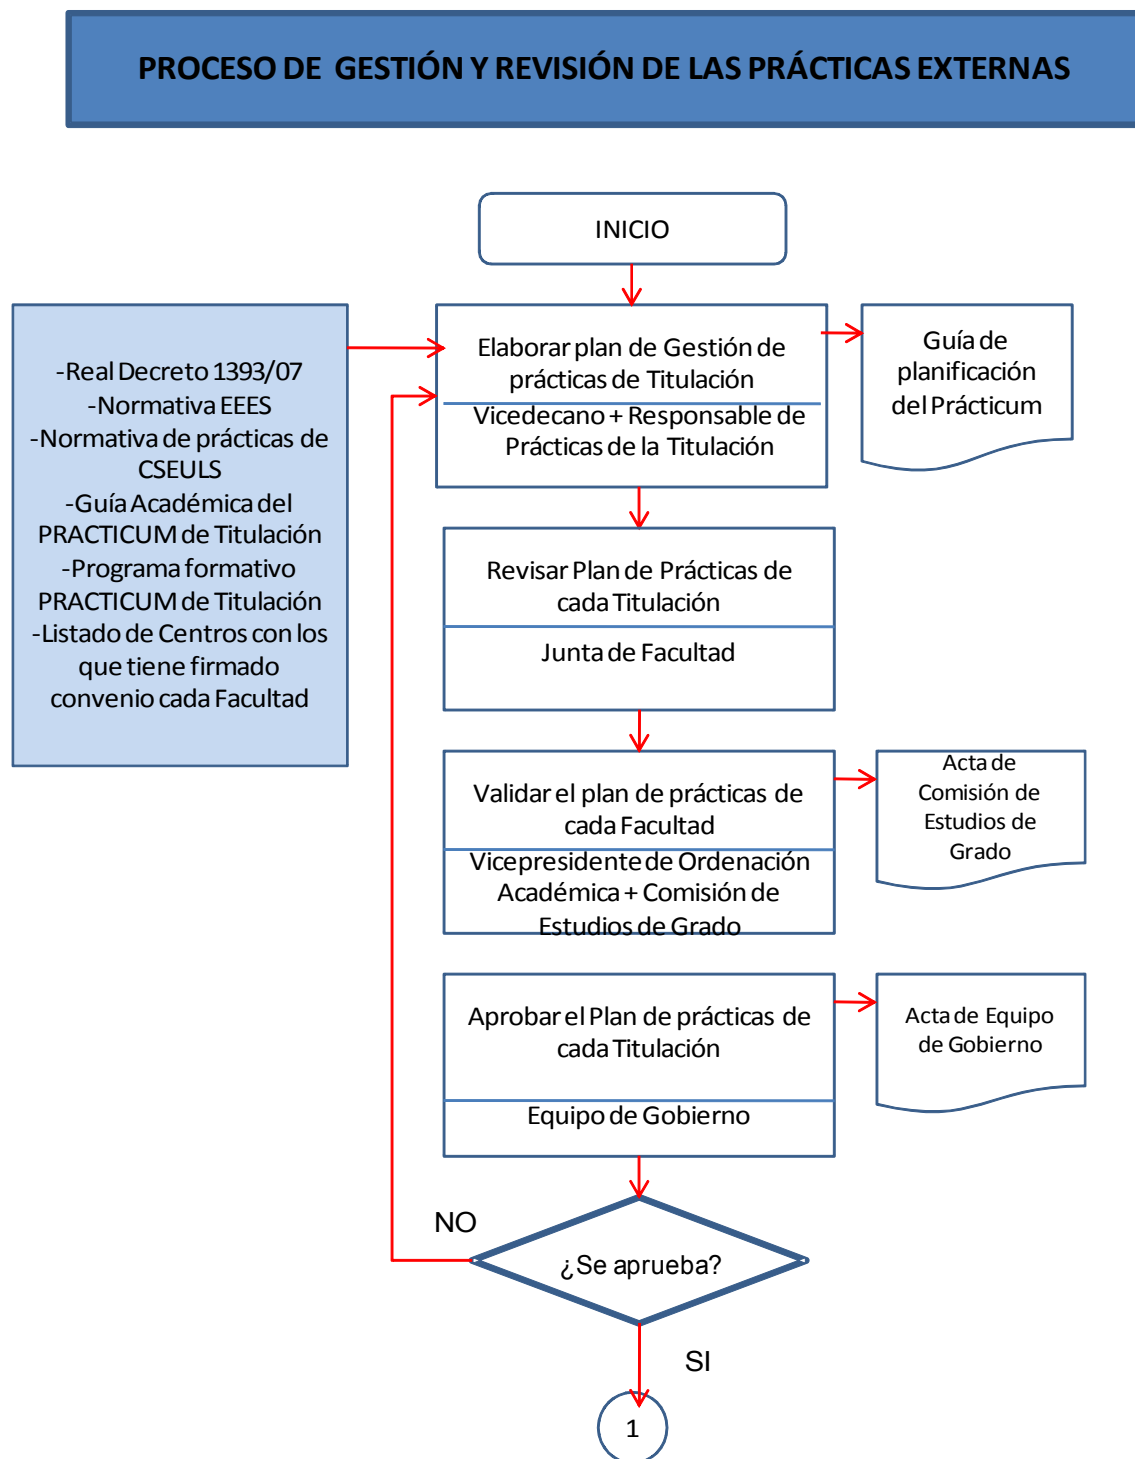 PROCESO DE GESTIÓN Y REVISIÓN DE LAS PRÁCTICAS EXTERNAS
INICIO
-Real Decreto 1393/07
-Normativa EEES
-Normativa de prácticas de
CSEULS
-Guía Académica del
PRACTICUM de Titulación
-Programa formativo
PRACTICUM de Titulación
-Listado de Centros con los
que tiene firmado
convenio cada Facultad
Elaborar plan de Gestión de
prácticas de Titulación
Vicedecano + Responsable de
Prácticas de la Titulación
Guía de
planificación
del Prácticum
Revisar Plan de Prácticas de
cada Titulación
Junta de Facultad
Validar el plan de prácticas de
cada Facultad
Vicepresidente de Ordenación
Académica + Comisión de
Estudios de Grado
Acta de
Comisión de
Estudios de
Grado
Aprobar el Plan de prácticas de
cada Titulación
Equipo de Gobierno
Acta de Equipo
de Gobierno
NO
¿Se aprueba?
SI
1